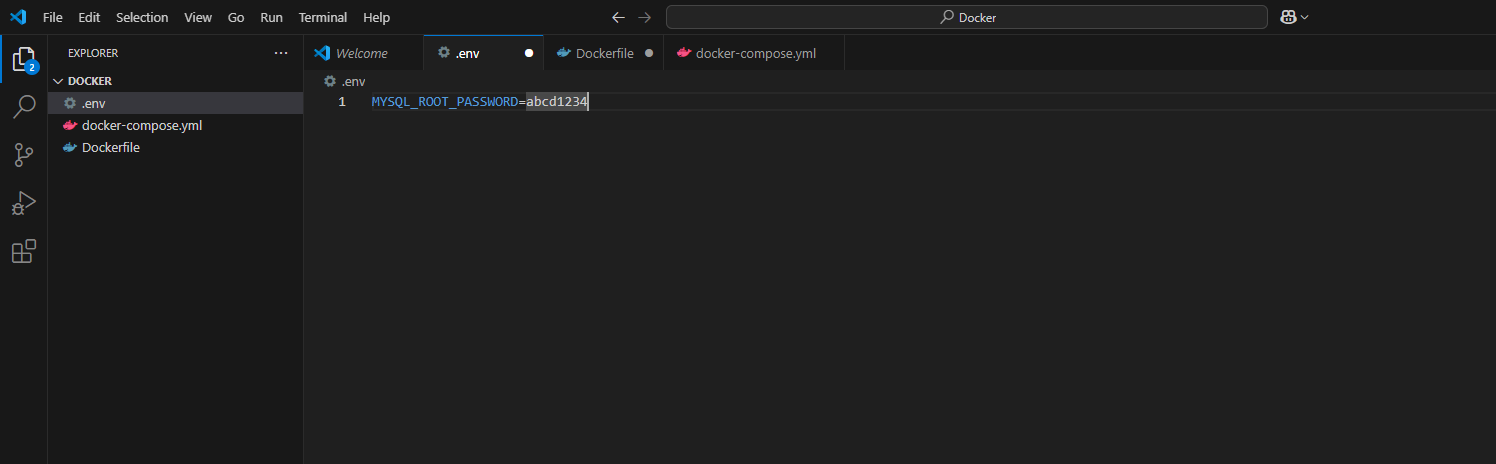 File Edit Selection View Go Run Terminal Help Docker
EXPLORER ...
Welcome .env Dockerfile docker-compose.yml
2
DOCKER
.env
docker-compose.yml
Dockerfile
.env
1 MYSQL_ROOT_PASSWORD=abcd1234